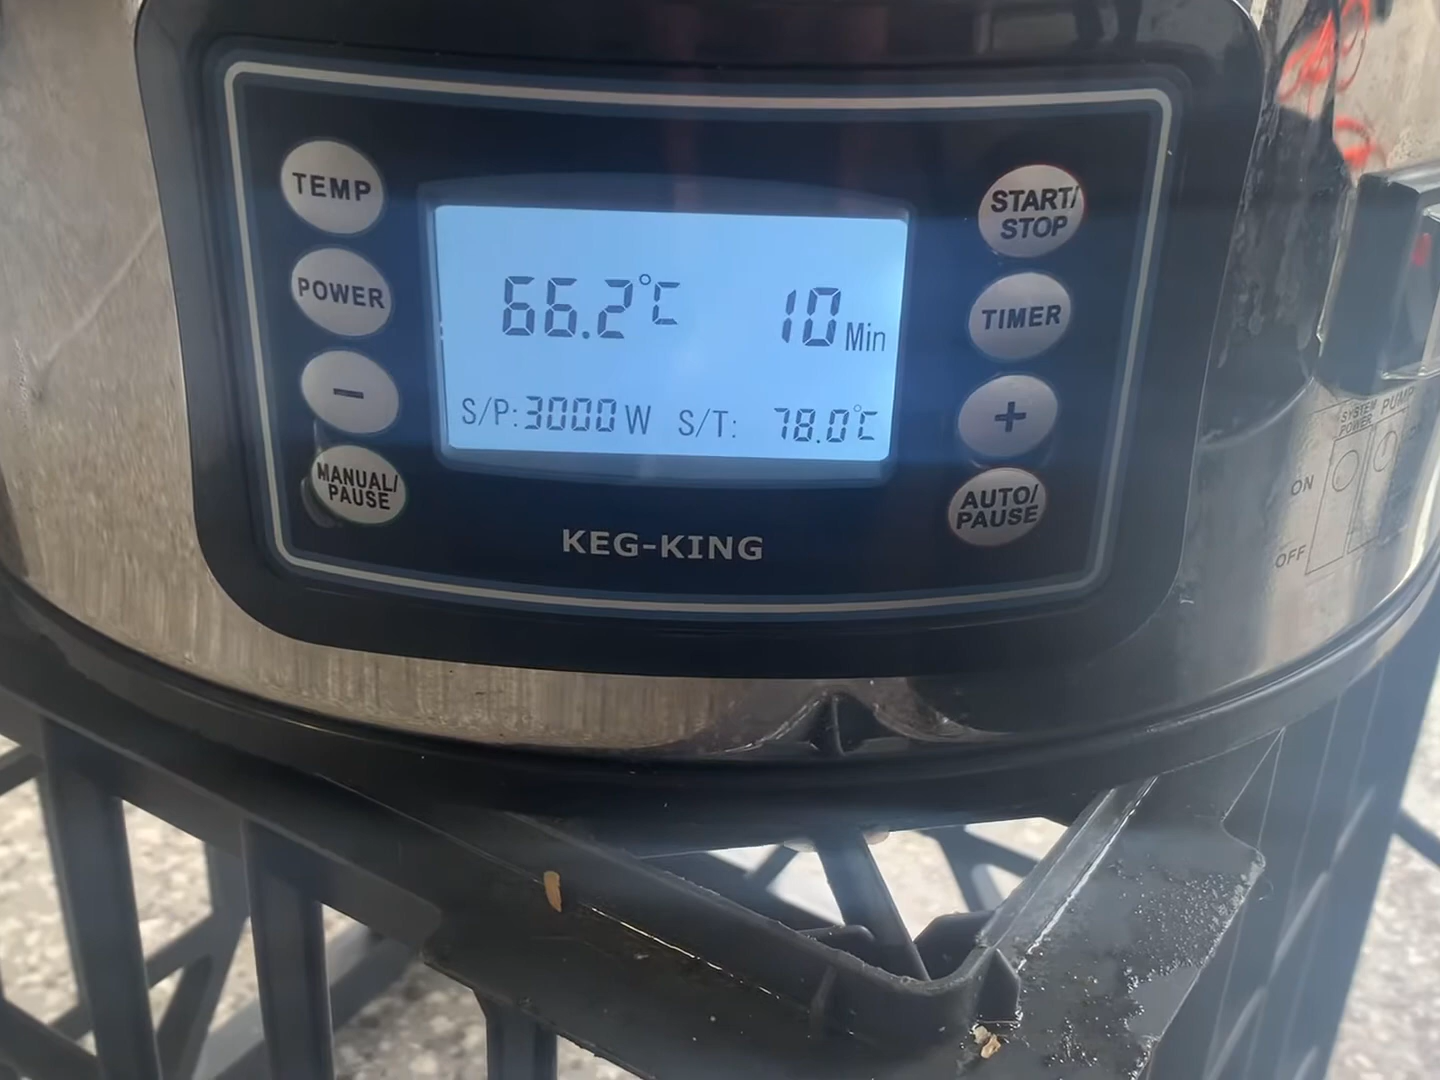 TEMP
POWER
−
MANUAL/
PAUSE
66.2°C 10 Min
S/P: 3000 W S/T: 78.0°C
KEG-KING
START/
STOP
TIMER
+
AUTO/
PAUSE
SYSTEM
POWER
PUMP
ON
OFF